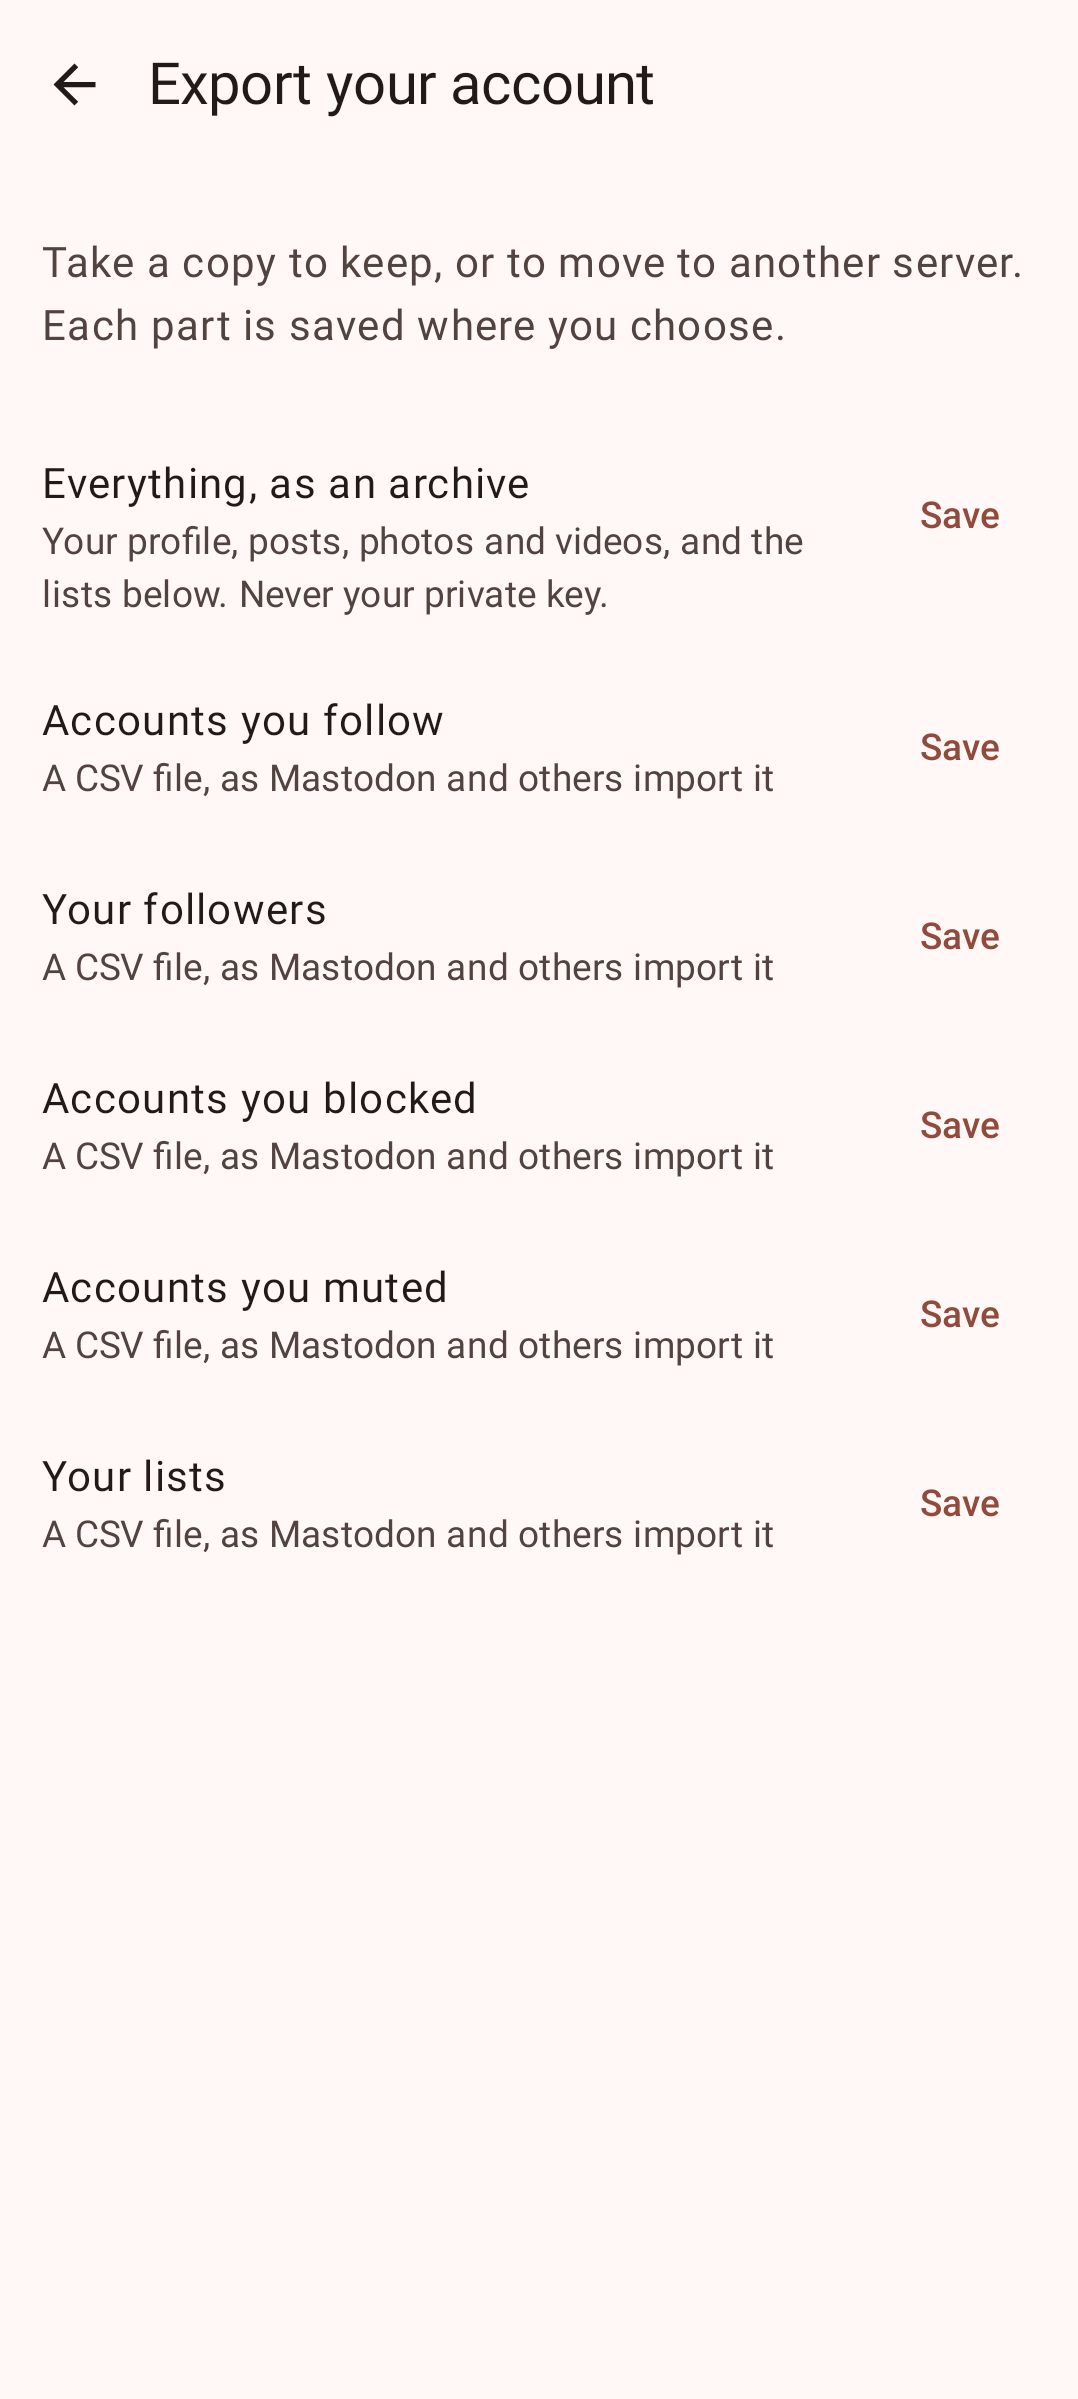 Export your account
Take a copy to keep, or to move to another server.
Each part is saved where you choose.
Everything, as an archive
Your profile, posts, photos and videos, and the
lists below. Never your private key.
Save
Accounts you follow
A CSV file, as Mastodon and others import it
Save
Your followers
A CSV file, as Mastodon and others import it
Save
Accounts you blocked
A CSV file, as Mastodon and others import it
Save
Accounts you muted
A CSV file, as Mastodon and others import it
Save
Your lists
A CSV file, as Mastodon and others import it
Save